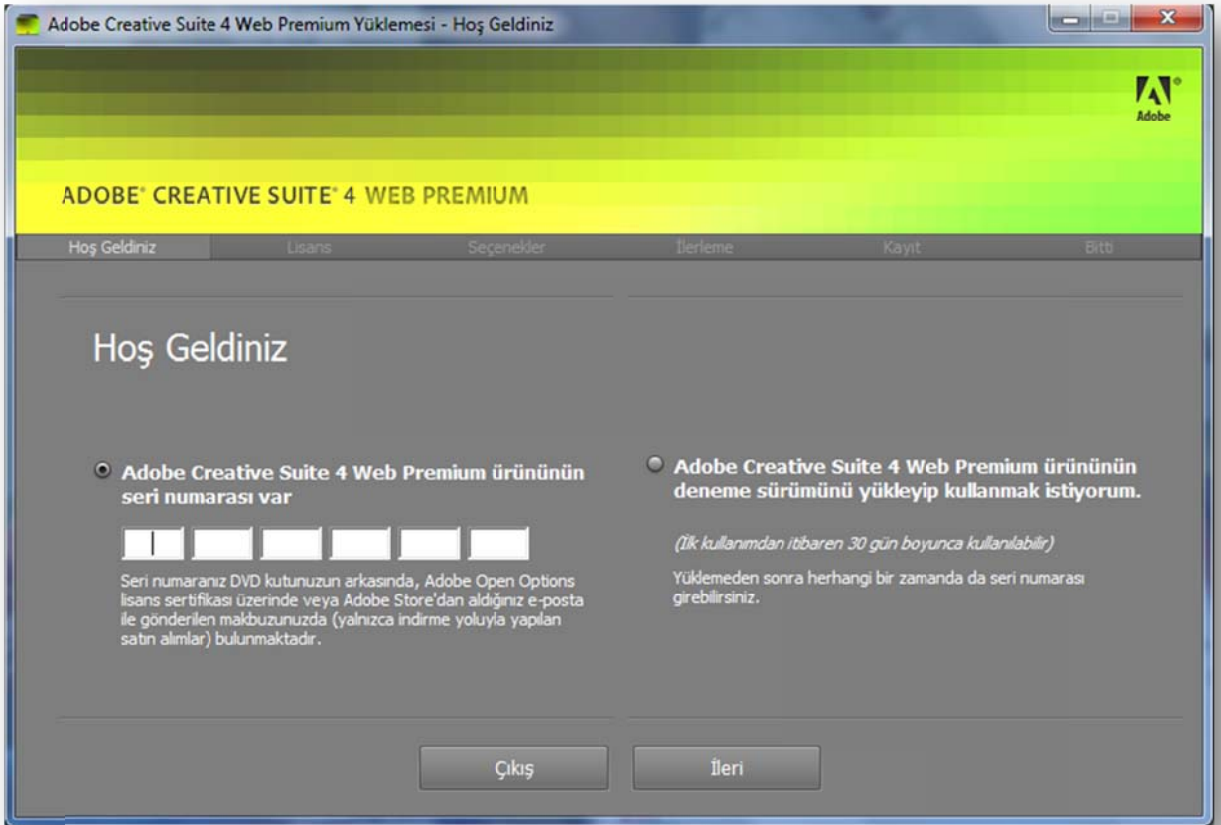 Adobe Creative Suite 4 Web Premium Yüklemesi - Hoş Geldiniz
Adobe
ADOBE® CREATIVE SUITE® 4 WEB PREMIUM
Hoş Geldiniz Lisans Seçenekler İlerleme Kayıt Bitti
Hoş Geldiniz
Adobe Creative Suite 4 Web Premium ürününün
seri numarası var
Seri numaranız DVD kutunuzun arkasında, Adobe Open Options
lisans sertifikası üzerinde veya Adobe Store'dan aldığınız e-posta
ile gönderilen makbuzunuzda (yalnızca indirme yoluyla yapılan
satın alımlar) bulunmaktadır.
Adobe Creative Suite 4 Web Premium ürününün
deneme sürümünü yükleyip kullanmak istiyorum.
(İlk kullanımdan itibaren 30 gün boyunca kullanılabilir)
Yüklemeden sonra herhangi bir zamanda da seri numarası
girebilirsiniz.
Çıkış
İleri